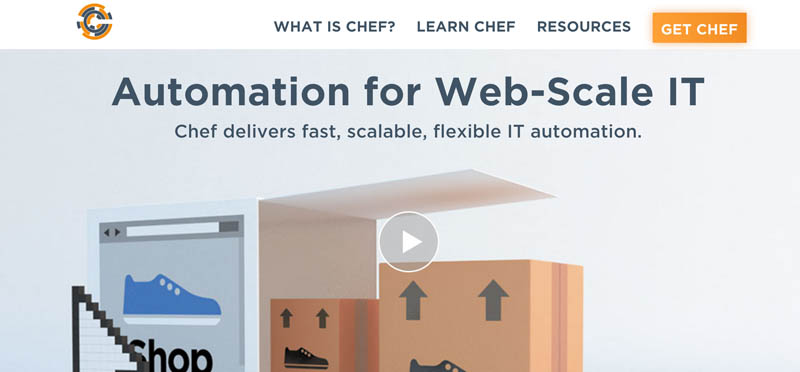 WHAT IS CHEF? LEARN CHEF RESOURCES GET CHEF
Automation for Web-Scale IT
Chef delivers fast, scalable, flexible IT automation.
Shop